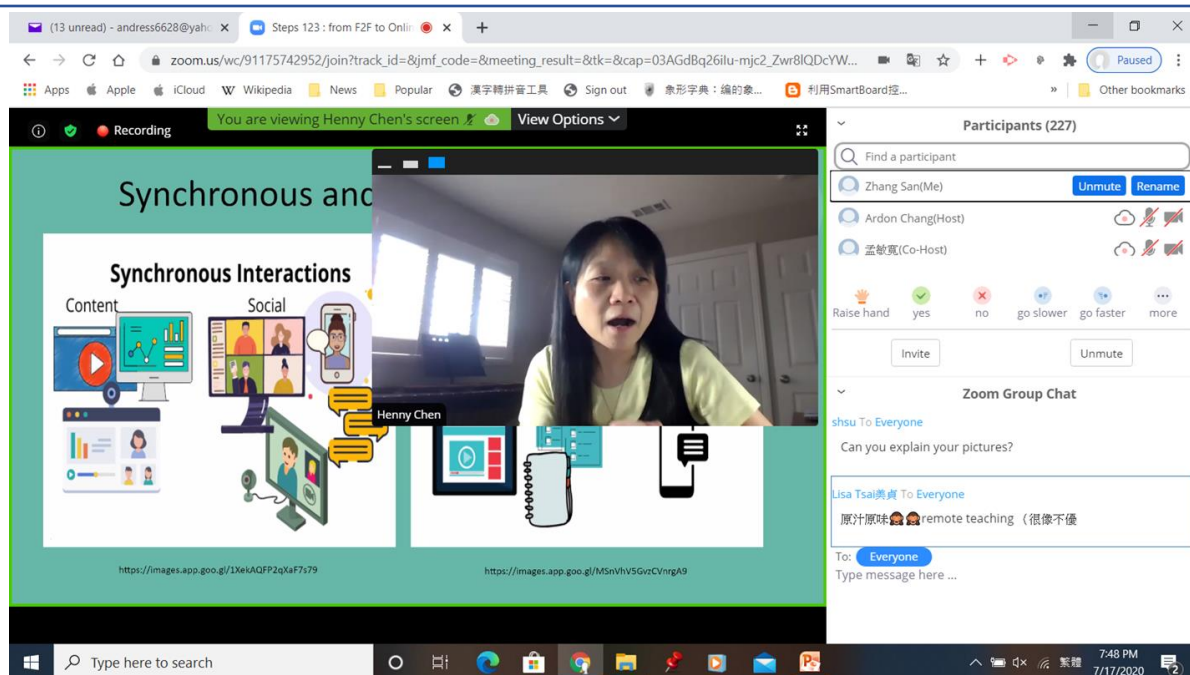 (13 unread) - andress6628@yaho
Steps 123 : from F2F to Onlin
zoom.us/wc/91175742952/join?track_id=&jmf_code=&meeting_result=&tk=&cap=03AGdBq26iIu-mjc2_Zwr8lQDcYW...
Paused
Apps
Apple
iCloud
Wikipedia
News
Popular
漢字轉拼音工具
Sign out
象形字典：编的象...
利用SmartBoard控...
»
Other bookmarks
Recording
You are viewing Henny Chen's screen
View Options
Synchronous and
Synchronous Interactions
Content
Social
Henny Chen
https://images.app.goo.gl/1XekAQFP2qXaF7s79
https://images.app.goo.gl/MSnVhV5GvzCVnrgA9
Participants (227)
Find a participant
Zhang San(Me)
Unmute
Rename
Ardon Chang(Host)
孟敏寬(Co-Host)
Raise hand
yes
no
go slower
go faster
more
Invite
Unmute
Zoom Group Chat
shsu To Everyone
Can you explain your pictures?
Lisa Tsai美貞 To Everyone
原汁原味🙊🙊remote teaching （很像不優
To: Everyone
Type message here ...
Type here to search
繁體
7:48 PM
7/17/2020
2